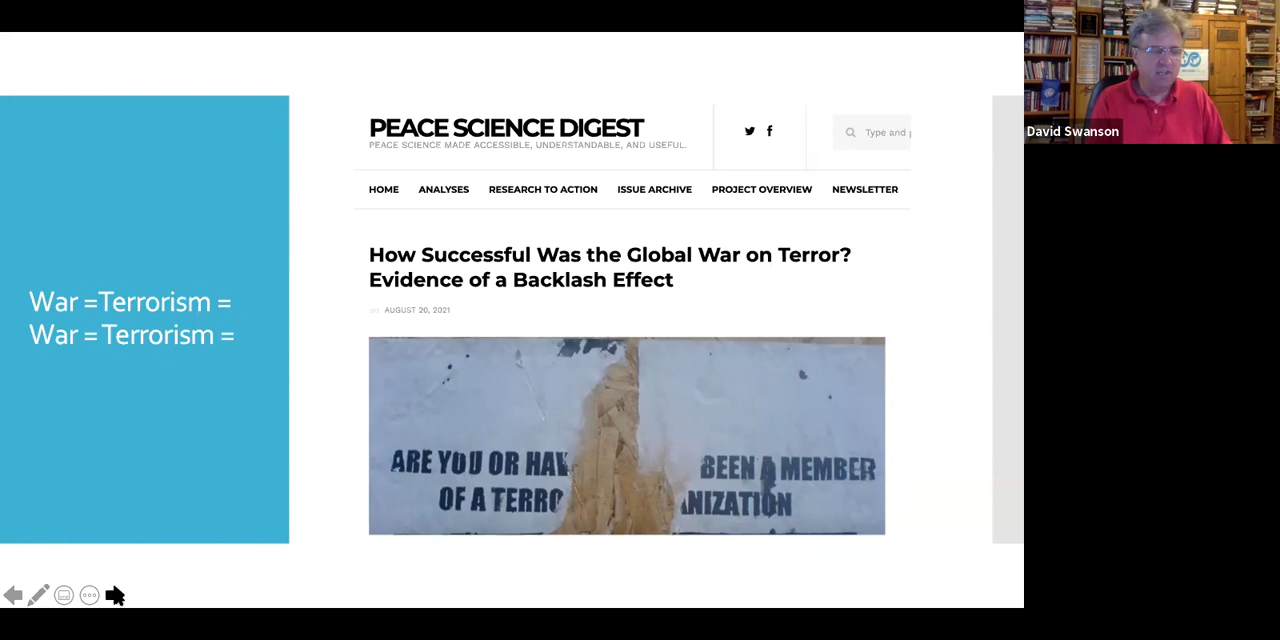 War =Terrorism =
War = Terrorism =
PEACE SCIENCE DIGEST
PEACE SCIENCE MADE ACCESSIBLE, UNDERSTANDABLE, AND USEFUL.
Type and
HOME ANALYSES RESEARCH TO ACTION ISSUE ARCHIVE PROJECT OVERVIEW NEWSLETTER
How Successful Was the Global War on Terror?
Evidence of a Backlash Effect
on AUGUST 20, 2021
ARE YOU OR HAV BEEN A MEMBER
OF A TERRO ANIZATION
David Swanson